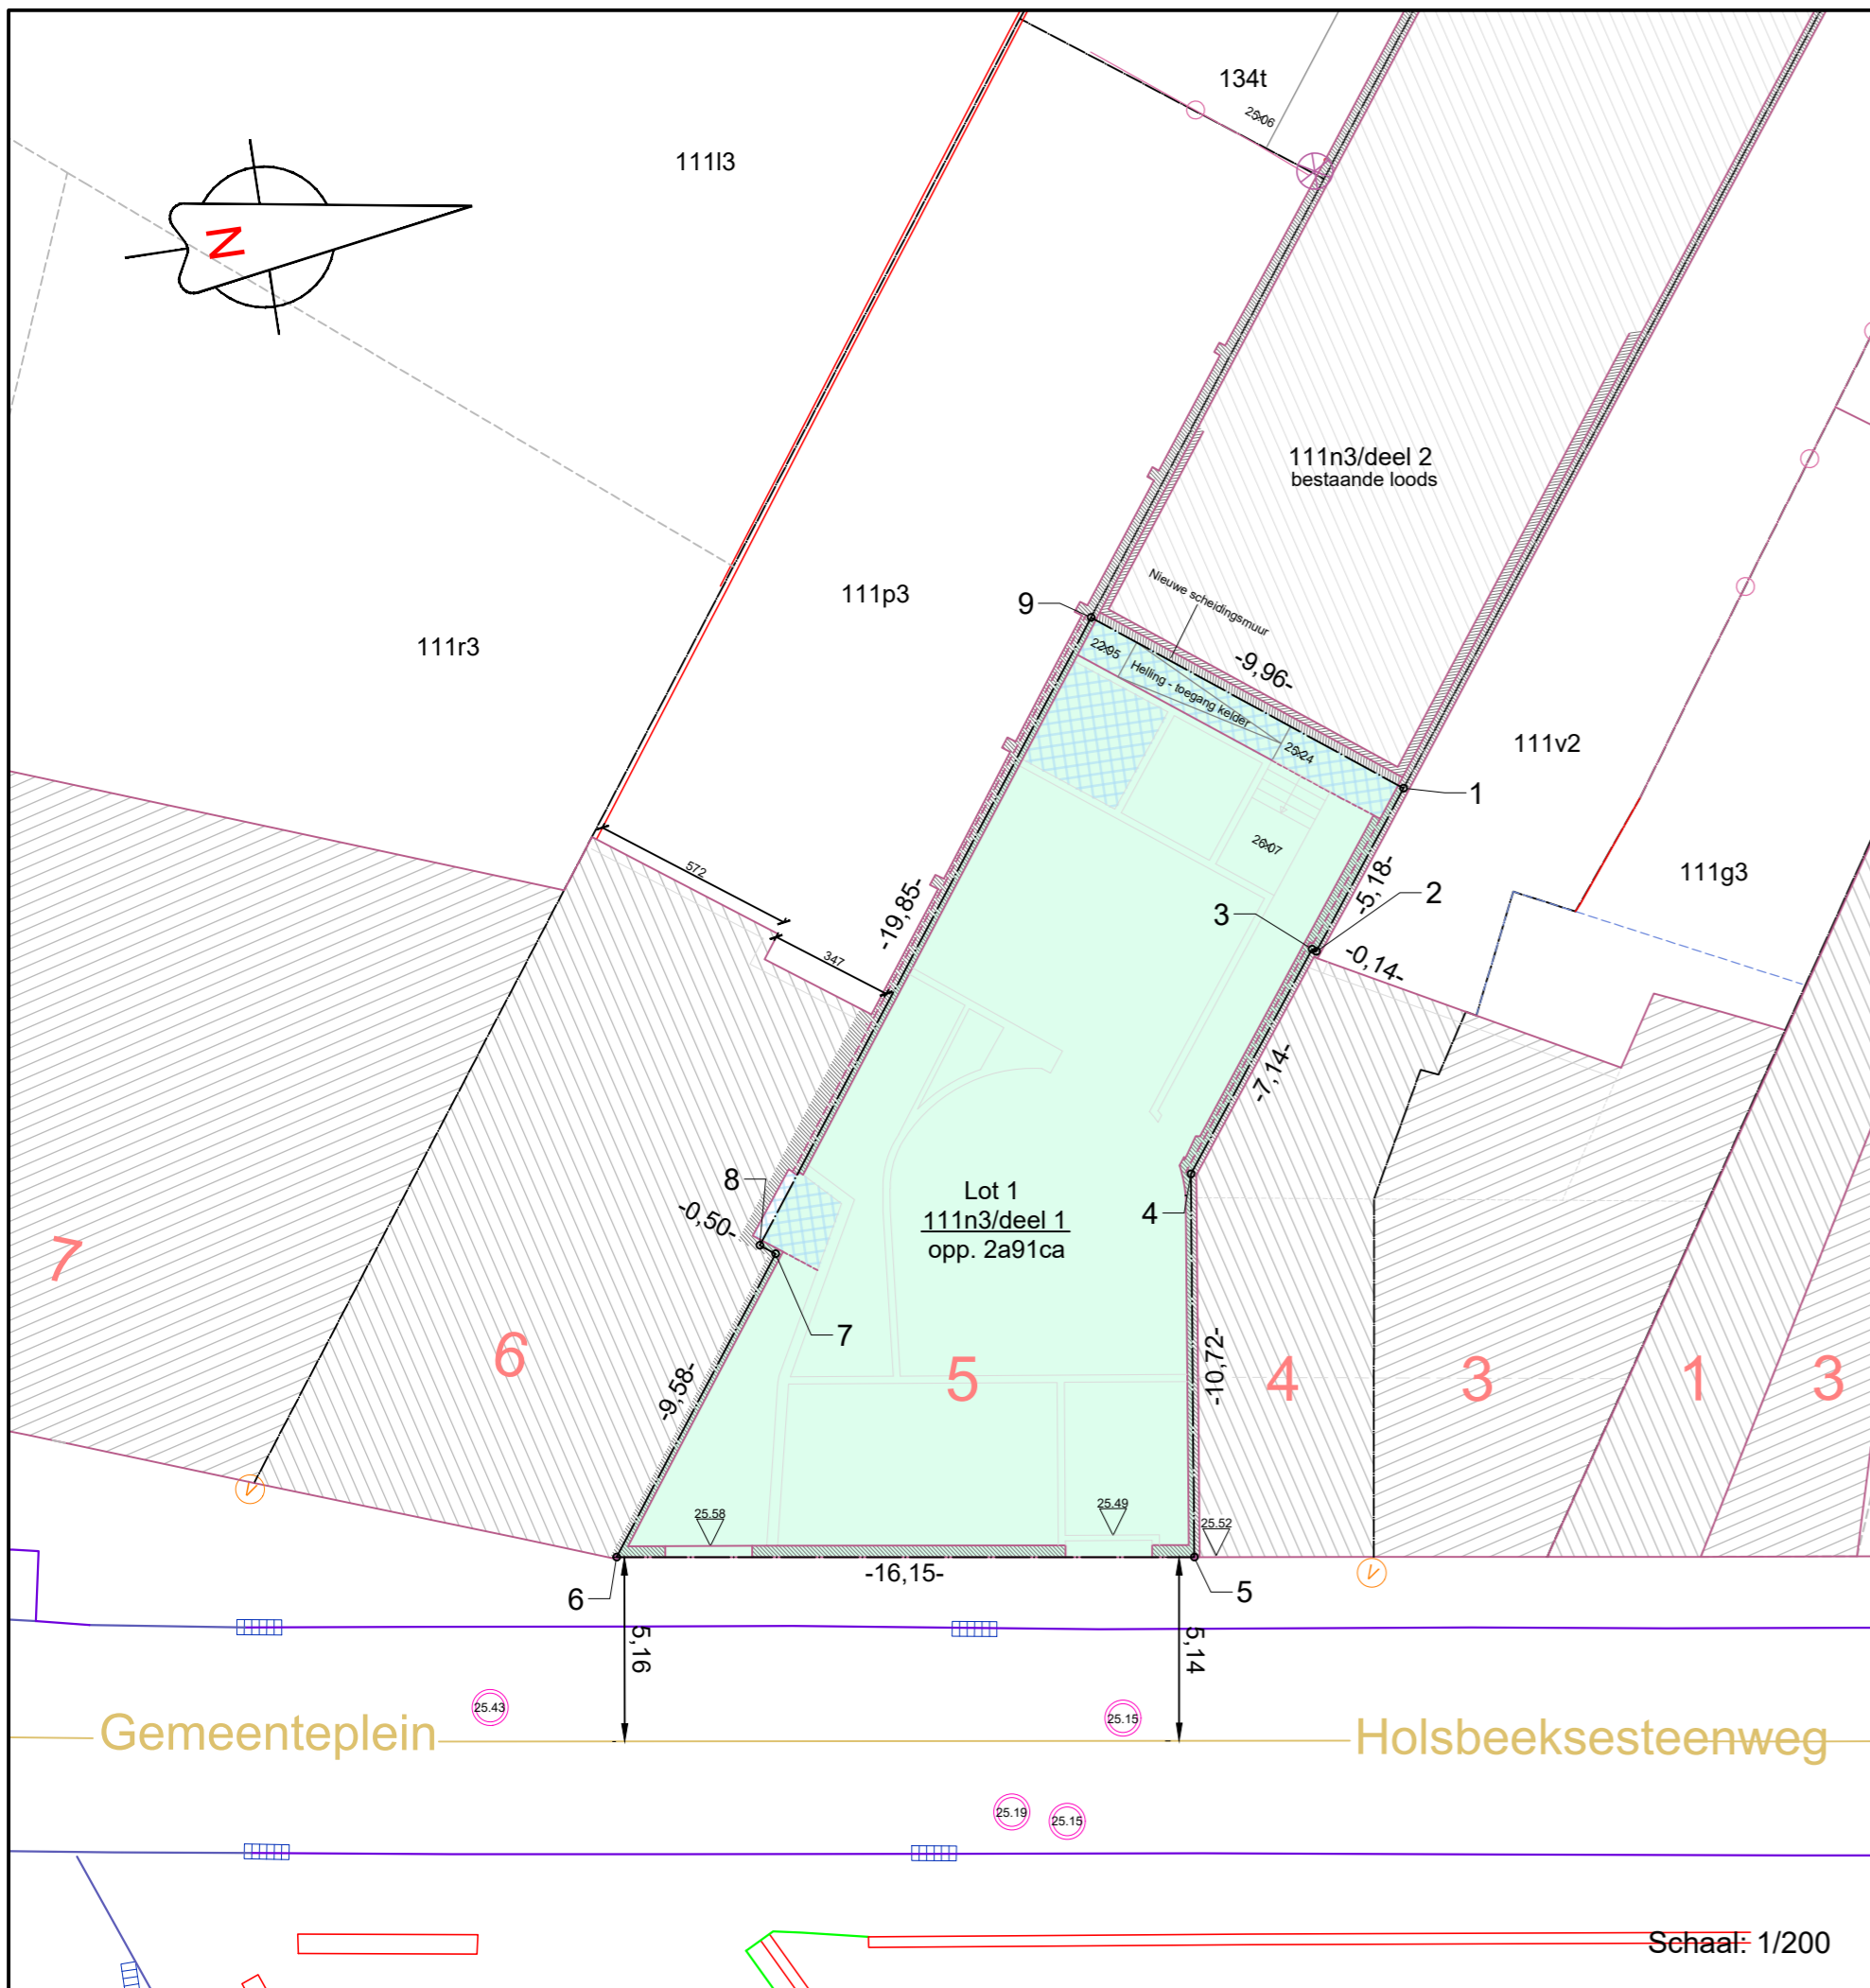 134t
25.06
111l3
N
111n3/deel 2
bestaande loods
Nieuwe scheidingsmuur
9
111p3
111r3
22.95
Helling - toegang kelder
-9,96-
25.24
111v2
1
26.07
572
111g3
-5,18-
2
3
-19,85-
347
-0,14-
-7,14-
8
Lot 1
111n3/deel 1
opp. 2a91ca
4
-0,50-
7
7
6
5
-10,72-
4
3
1
3
-9,58-
25.58
25.49
25.52
V
V
-16,15-
6
5
5,16
5,14
25.43
25.15
Gemeenteplein
Holsbeeksesteenweg
25.19
25.15
Schaal: 1/200